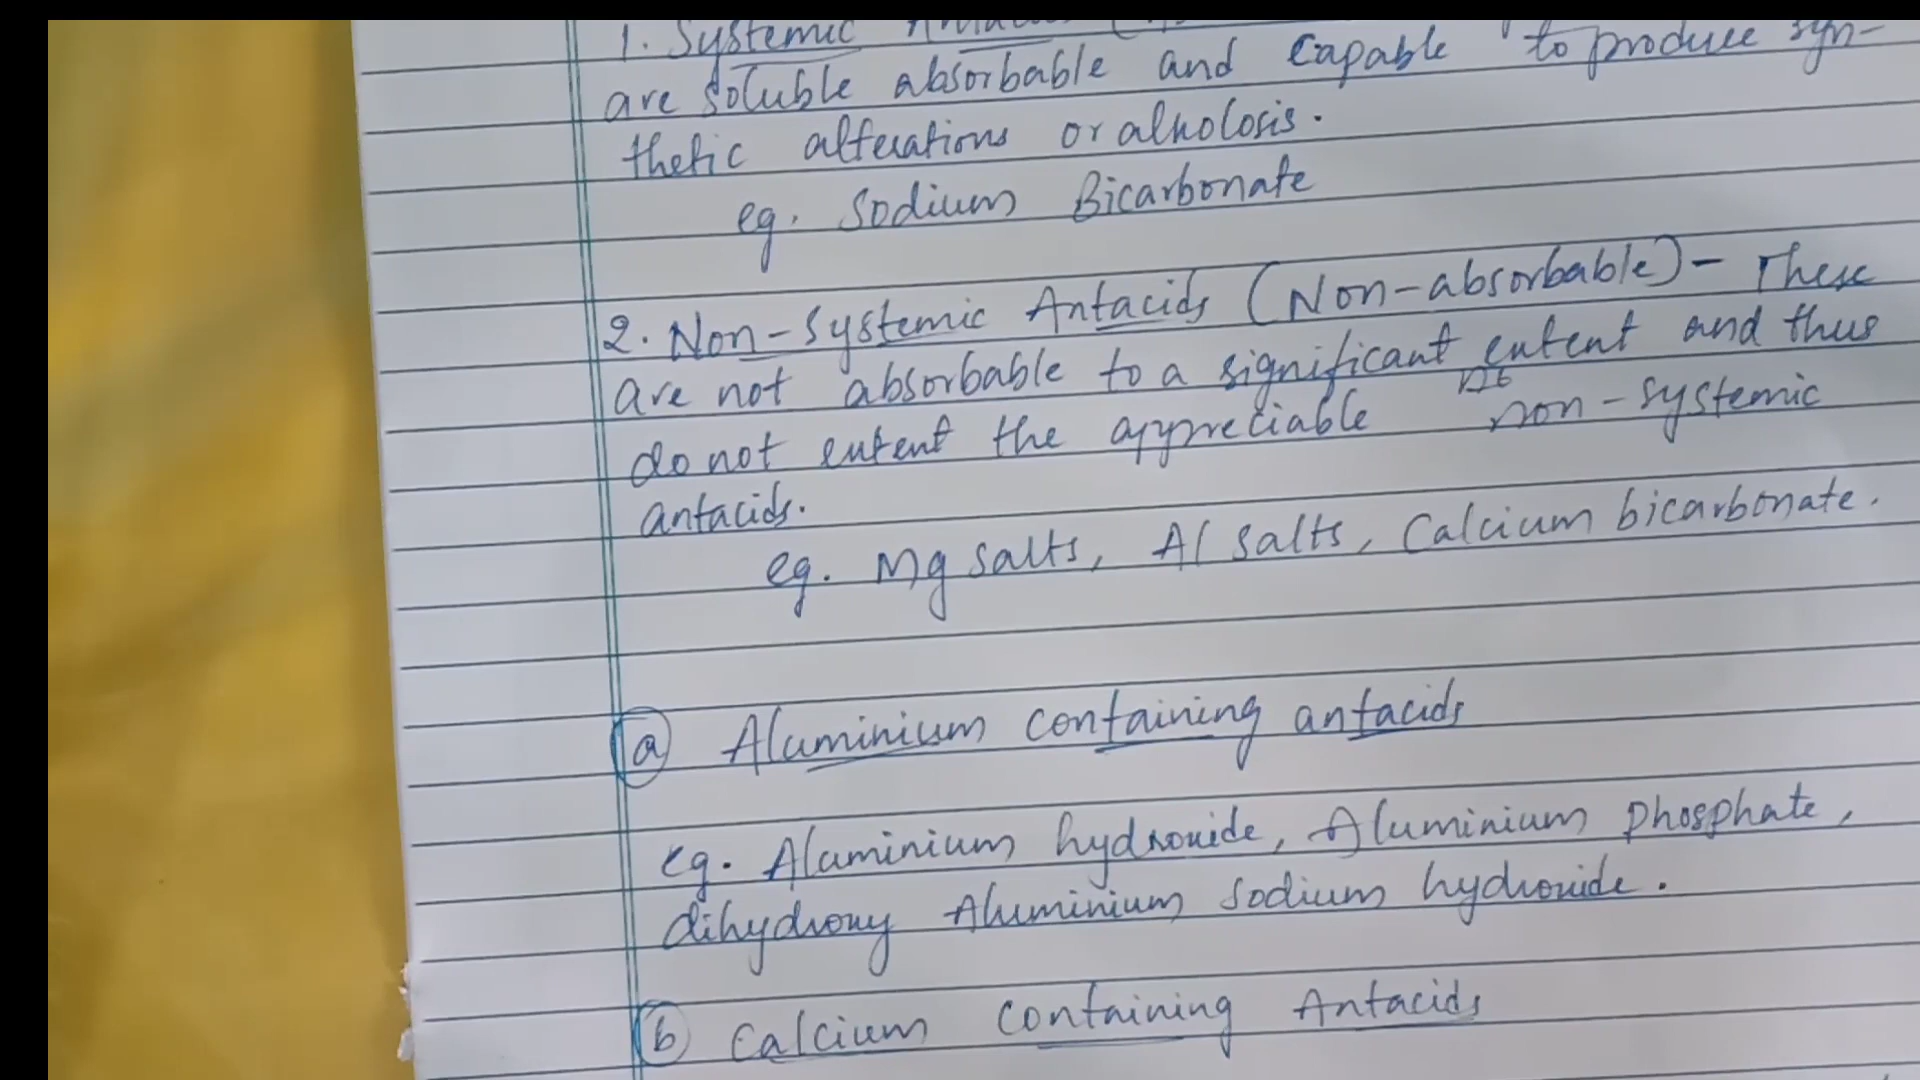 1. Systemic
are soluble absorbable and capable to produce syn-
thetic alterations or alkolosis.
eg. Sodium Bicarbonate
2. Non-Systemic Antacids (Non-absorbable) - These
are not absorbable to a significant extent and thus
do not extent the appreciable non-systemic
antacids.
eg. Mg salts, Al salts, Calcium bicarbonate.
a Aluminium containing antacids
eg. Aluminium hydroxide, Aluminium phosphate,
dihydroxy Aluminium Sodium hydroxide.
b Calcium containing Antacids